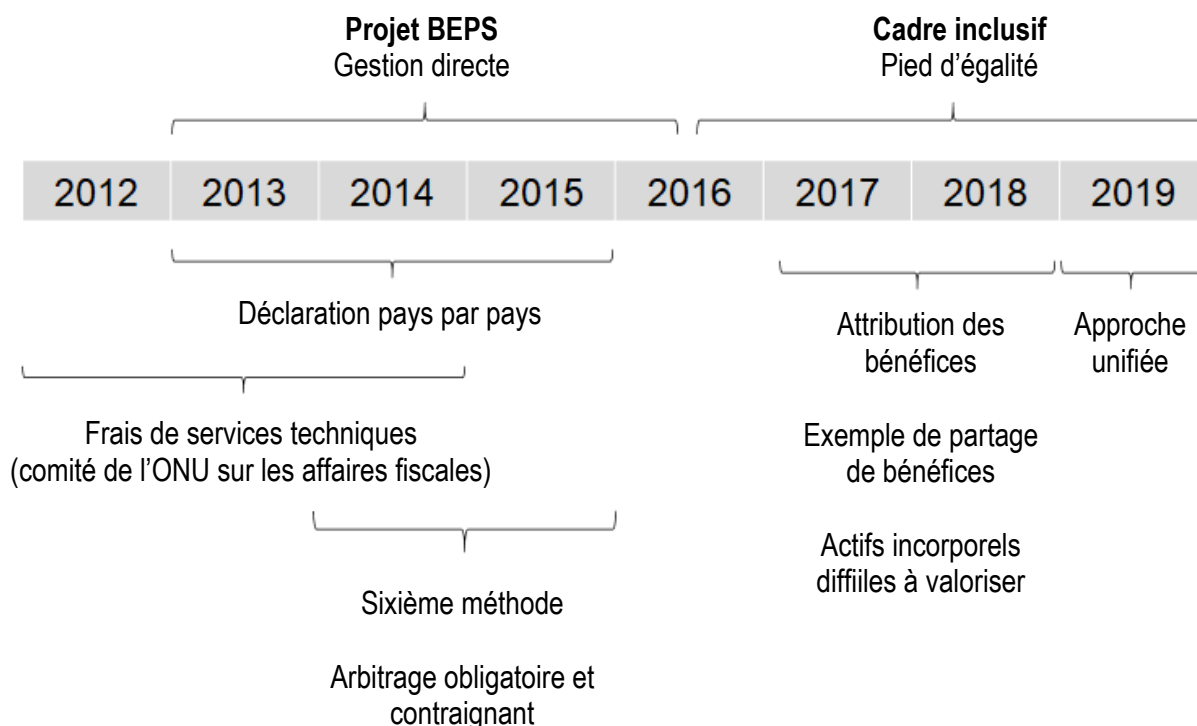 Projet BEPS
Gestion directe
Cadre inclusif
Pied d’égalité
2012 2013 2014 2015 2016 2017 2018 2019
Déclaration pays par pays
Attribution des
bénéfices
Approche
unifiée
Frais de services techniques
(comité de l’ONU sur les affaires fiscales)
Exemple de partage
de bénéfices
Actifs incorporels
diffiiles à valoriser
Sixième méthode
Arbitrage obligatoire et
contraignant